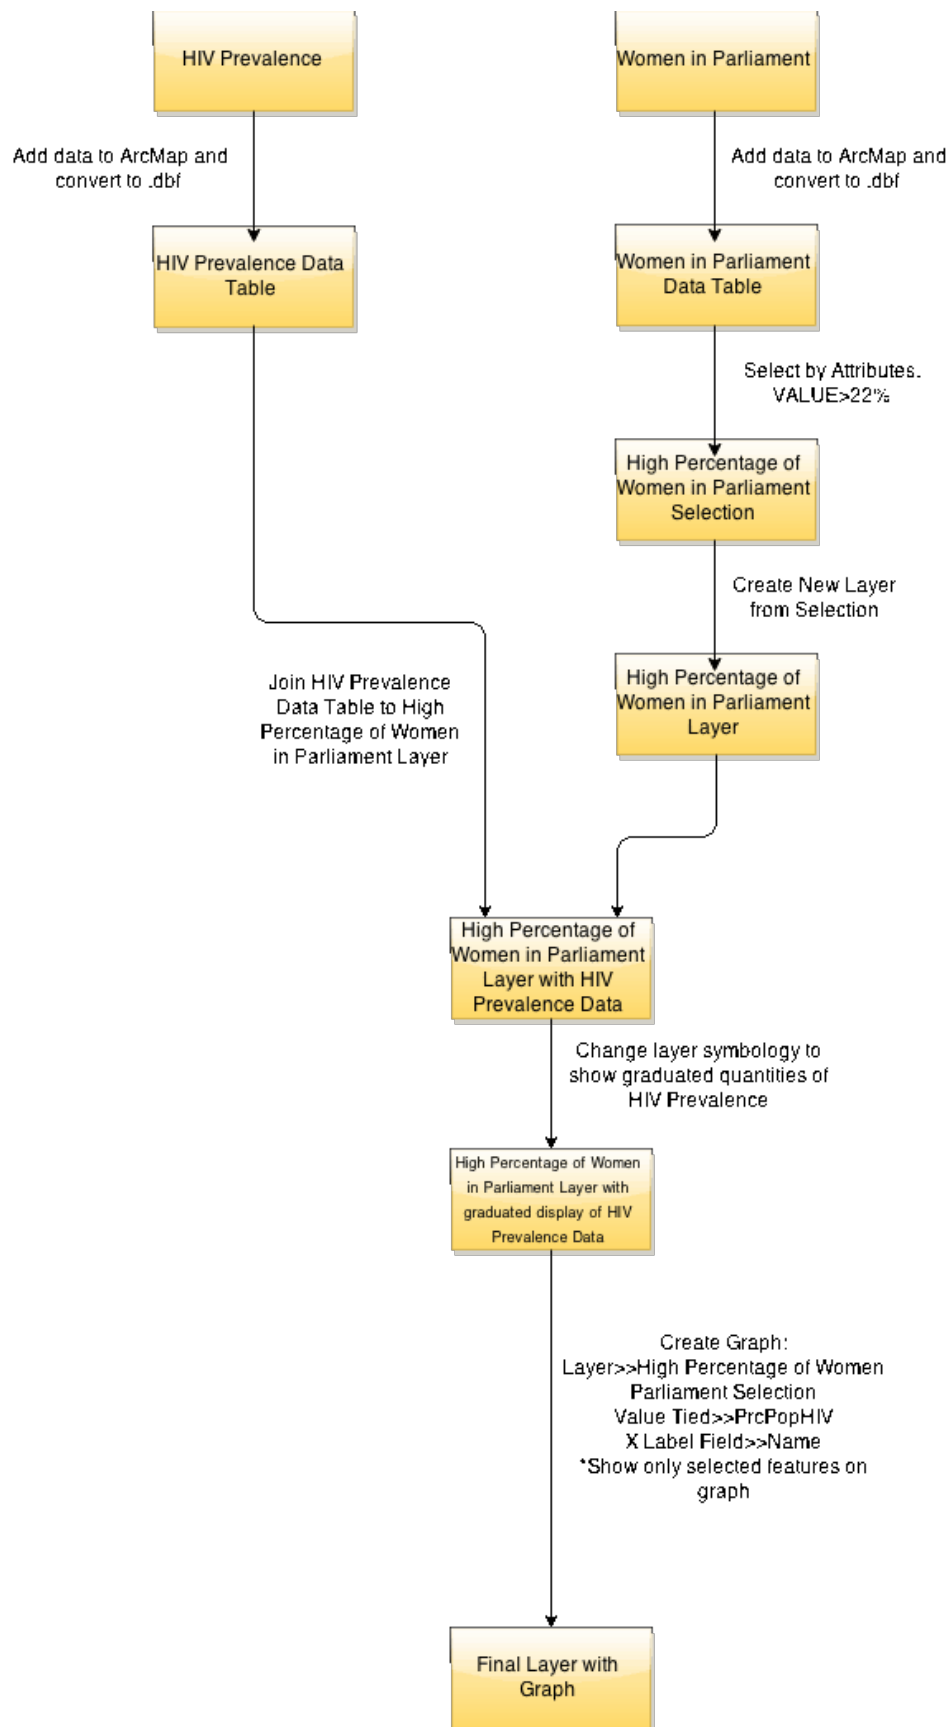 HIV Prevalence
Women in Parliament
Add data to ArcMap and
convert to .dbf
Add data to ArcMap and
convert to .dbf
HIV Prevalence Data
Table
Women in Parliament
Data Table
Select by Attributes.
VALUE>22%
High Percentage of
Women in Parliament
Selection
Create New Layer
from Selection
High Percentage of
Women in Parliament
Layer
Join HIV Prevalence
Data Table to High
Percentage of Women
in Parliament Layer
High Percentage of
Women in Parliament
Layer with HIV
Prevalence Data
Change layer symbology to
show graduated quantities of
HIV Prevalence
High Percentage of Women
in Parliament Layer with
graduated display of HIV
Prevalence Data
Create Graph:
Layer>>High Percentage of Women
Parliament Selection
Value Tied>>PrcPopHIV
X Label Field>>Name
*Show only selected features on
graph
Final Layer with
Graph